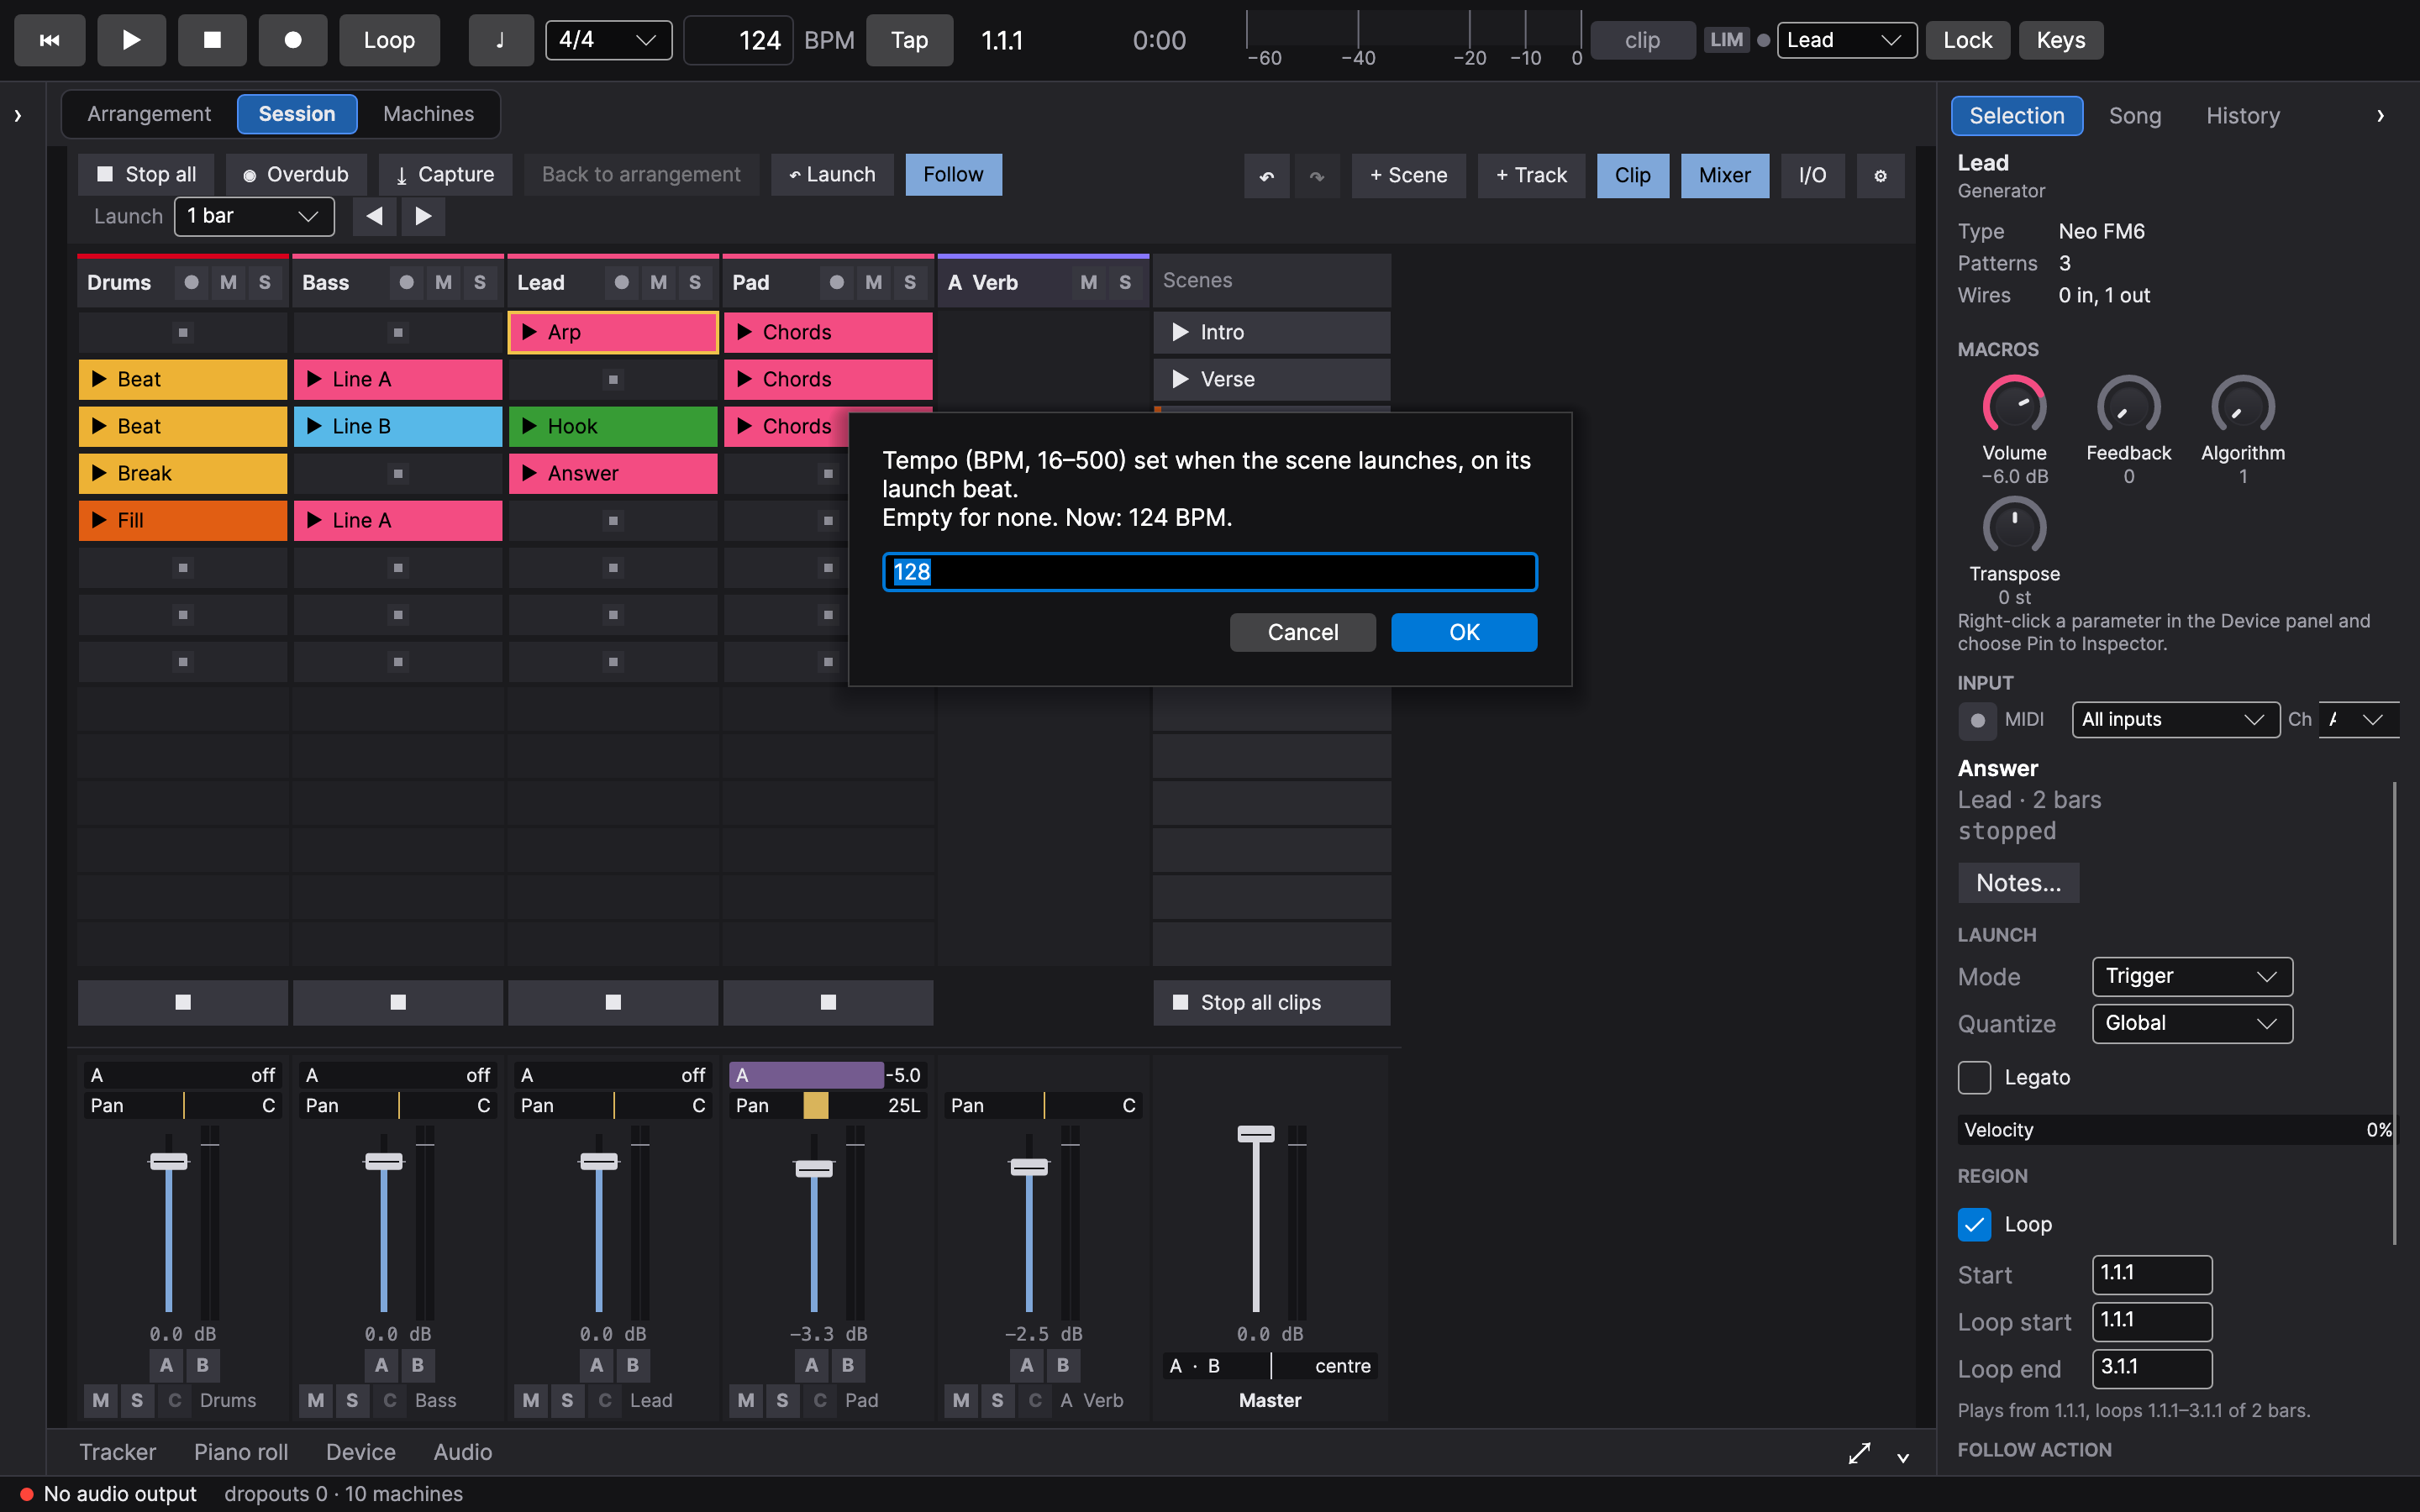 Loop
4/4
124 BPM
Tap
1.1.1
0:00
−60 −40 −20 −10 0
clip
LIM
Lead
Lock
Keys
Arrangement Session Machines
Stop all
Overdub
Capture
Back to arrangement
Launch
Follow
+ Scene
+ Track
Clip
Mixer
I/O
Launch 1 bar
Drums M S
Bass M S
Lead M S
Pad M S
A Verb M S
Scenes
Arp Chords Intro
Beat Line A Chords Verse
Beat Line B Hook Chords
Break Answer
Fill Line A
Tempo (BPM, 16–500) set when the scene launches, on its
launch beat.
Empty for none. Now: 124 BPM.
128
Cancel OK
Stop all clips
A off A off A off A -5.0
Pan C Pan C Pan C Pan 25L Pan C
0.0 dB 0.0 dB 0.0 dB −3.3 dB −2.5 dB 0.0 dB
A B A B A B A B A B A · B centre
M S C Drums M S C Bass M S C Lead M S C Pad M S C A Verb Master
Tracker Piano roll Device Audio
No audio output dropouts 0 · 10 machines
Selection Song History
Lead
Generator
Type Neo FM6
Patterns 3
Wires 0 in, 1 out
MACROS
Volume Feedback Algorithm
−6.0 dB 0 1
Transpose
0 st
Right-click a parameter in the Device panel and
choose Pin to Inspector.
INPUT
MIDI All inputs Ch
Answer
Lead · 2 bars
stopped
Notes...
LAUNCH
Mode Trigger
Quantize Global
Legato
Velocity 0%
REGION
Loop
Start 1.1.1
Loop start 1.1.1
Loop end 3.1.1
Plays from 1.1.1, loops 1.1.1–3.1.1 of 2 bars.
FOLLOW ACTION